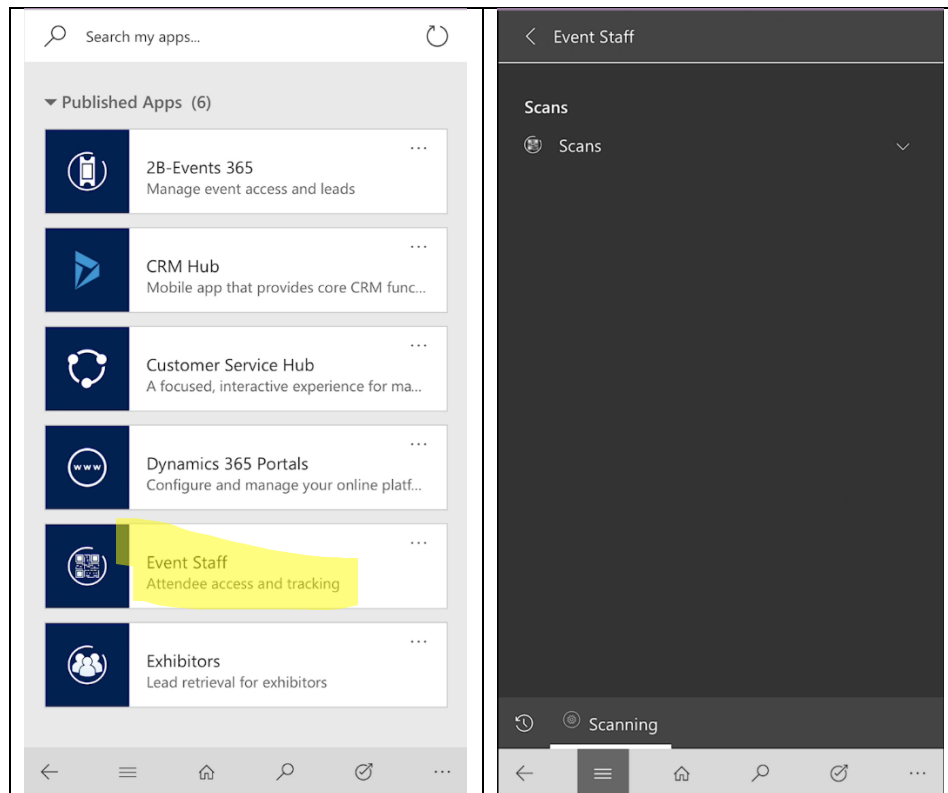 Search my apps...
Published Apps (6)
2B-Events 365
Manage event access and leads
CRM Hub
Mobile app that provides core CRM func...
Customer Service Hub
A focused, interactive experience for ma...
www
Dynamics 365 Portals
Configure and manage your online platf...
Event Staff
Attendee access and tracking
Exhibitors
Lead retrieval for exhibitors
Event Staff
Scans
Scans
Scanning